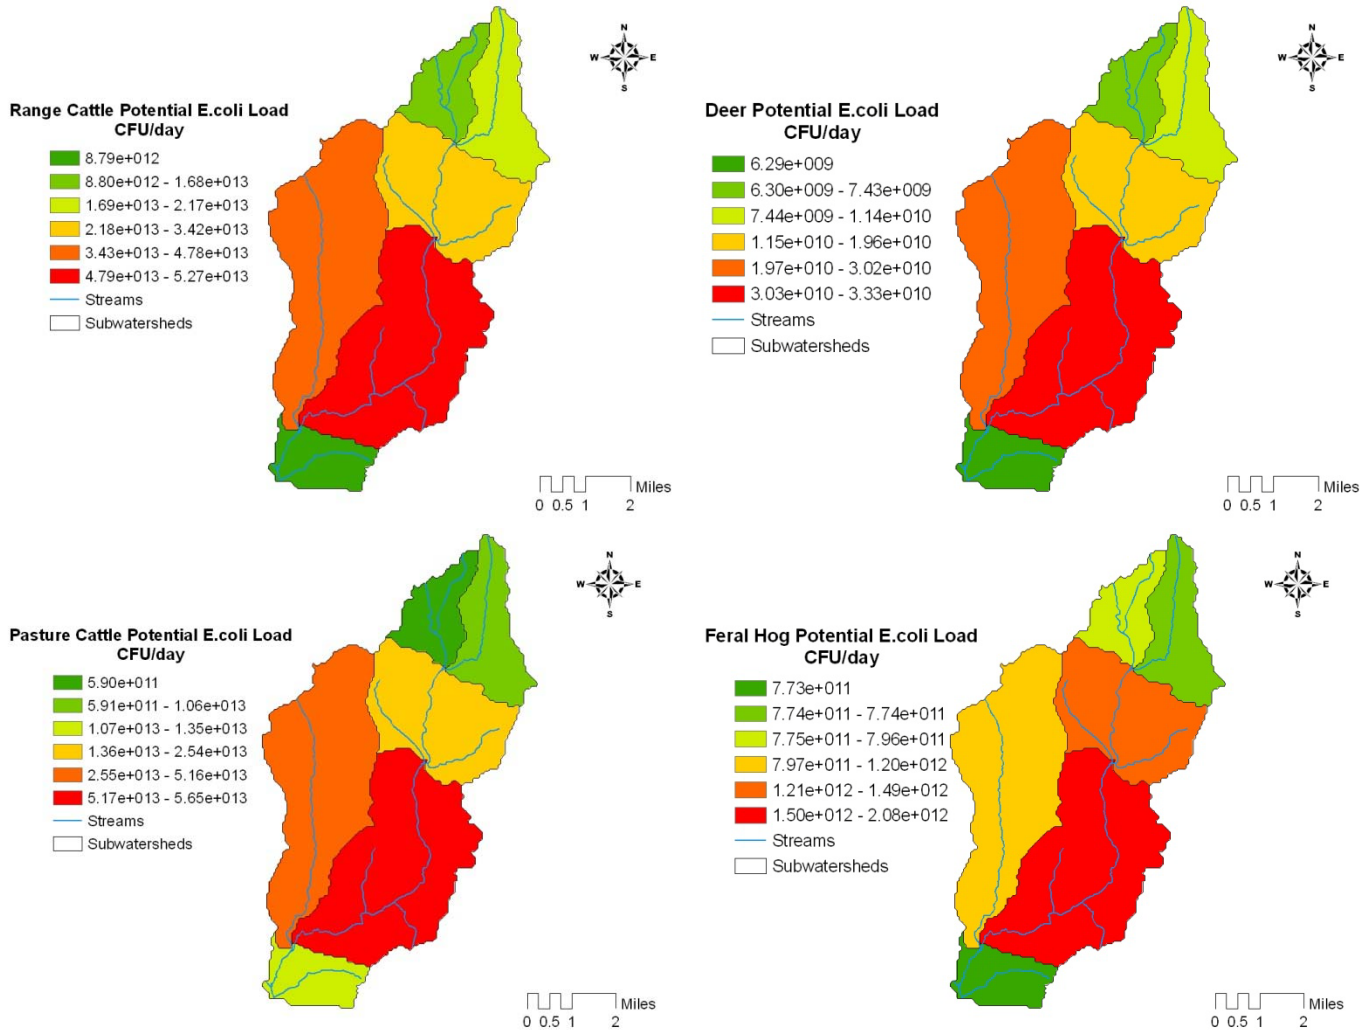 Range Cattle Potential E.coli Load
CFU/day
8.79e+012
8.80e+012 - 1.68e+013
1.69e+013 - 2.17e+013
2.18e+013 - 3.42e+013
3.43e+013 - 4.78e+013
4.79e+013 - 5.27e+013
Streams
Subwatersheds
N
W E
S
Miles
0 0.5 1 2
Deer Potential E.coli Load
CFU/day
6.29e+009
6.30e+009 - 7.43e+009
7.44e+009 - 1.14e+010
1.15e+010 - 1.96e+010
1.97e+010 - 3.02e+010
3.03e+010 - 3.33e+010
Streams
Subwatersheds
N
W E
S
Miles
0 0.5 1 2
Pasture Cattle Potential E.coli Load
CFU/day
5.90e+011
5.91e+011 - 1.06e+013
1.07e+013 - 1.35e+013
1.36e+013 - 2.54e+013
2.55e+013 - 5.16e+013
5.17e+013 - 5.65e+013
Streams
Subwatersheds
N
W E
S
Miles
0 0.5 1 2
Feral Hog Potential E.coli Load
CFU/day
7.73e+011
7.74e+011 - 7.74e+011
7.75e+011 - 7.96e+011
7.97e+011 - 1.20e+012
1.21e+012 - 1.49e+012
1.50e+012 - 2.08e+012
Streams
Subwatersheds
N
W E
S
Miles
0 0.5 1 2